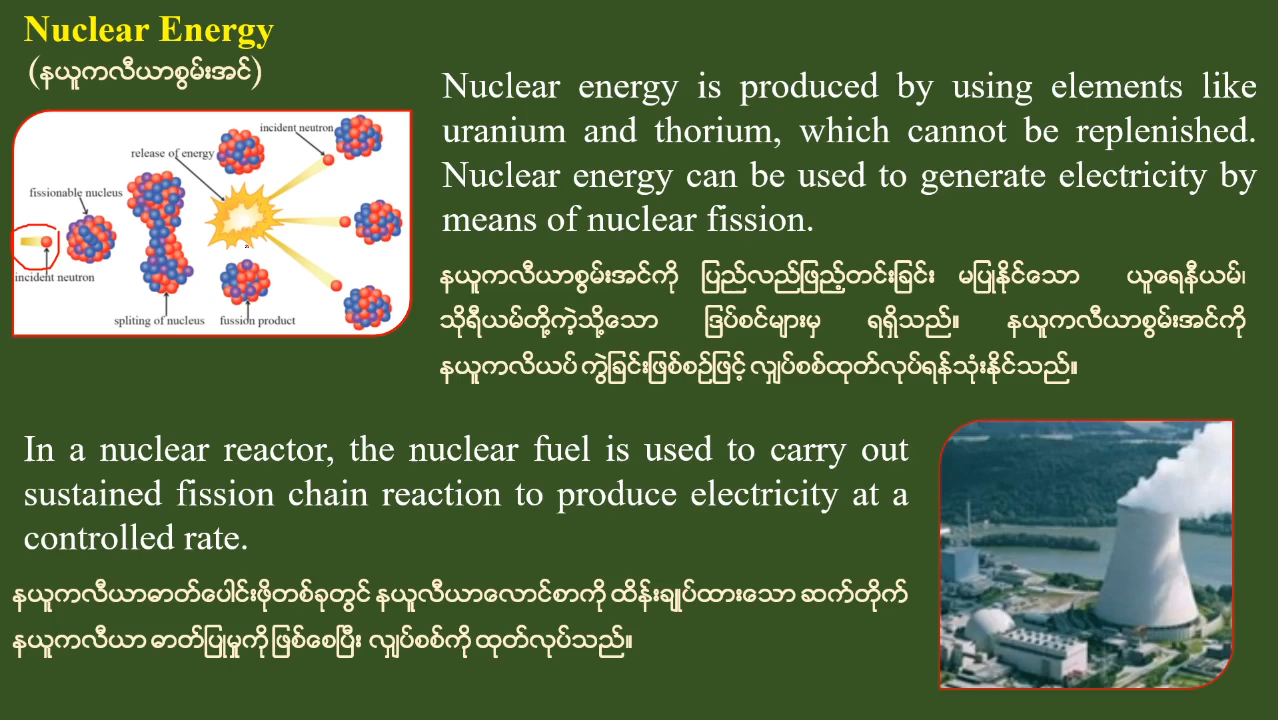 Nuclear Energy
(နယူကလီယာစွမ်းအင်)
incident neutron
release of energy
fissionable nucleus
incident neutron
spliting of nucleus
fussion product
Nuclear energy is produced by using elements like
uranium and thorium, which cannot be replenished.
Nuclear energy can be used to generate electricity by
means of nuclear fission.
နယူကလီယာစွမ်းအင်ကို ပြည်လည်ဖြည့်တင်းခြင်း မပြုနိုင်သော ယူရေနီယမ်၊
သိုရီယမ်တို့ကဲ့သို့သော ဒြပ်စင်များမှ ရရှိသည်။ နယူကလီယာစွမ်းအင်ကို
နယူကလိယပ် ကွဲခြင်းဖြစ်စဉ်ဖြင့် လျှပ်စစ်ထုတ်လုပ်ရန်သုံးနိုင်သည်။
In a nuclear reactor, the nuclear fuel is used to carry out
sustained fission chain reaction to produce electricity at a
controlled rate.
နယူကလီယာဓာတ်ပေါင်းဖိုတစ်ခုတွင် နယူလီယာလောင်စာကို ထိန်းချုပ်ထားသော ဆက်တိုက်
နယူကလီယာ ဓာတ်ပြုမှုကို ဖြစ်စေပြီး လျှပ်စစ်ကို ထုတ်လုပ်သည်။